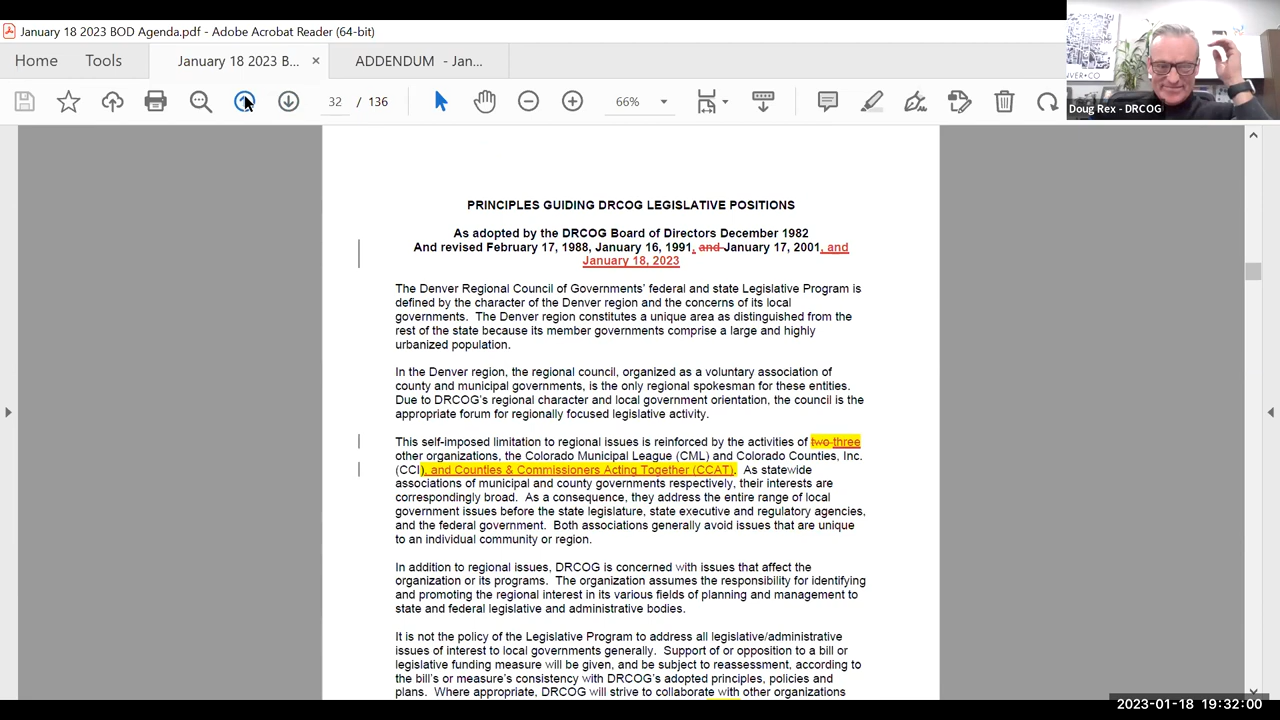 January 18 2023 BOD Agenda.pdf - Adobe Acrobat Reader (64-bit)
Home
Tools
January 18 2023 B...
×
ADDENDUM - Jan...
32 / 136
66%
Doug Rex - DRCOG
PRINCIPLES GUIDING DRCOG LEGISLATIVE POSITIONS
As adopted by the DRCOG Board of Directors December 1982
And revised February 17, 1988, January 16, 1991, and January 17, 2001, and
January 18, 2023
The Denver Regional Council of Governments' federal and state Legislative Program is
defined by the character of the Denver region and the concerns of its local
governments. The Denver region constitutes a unique area as distinguished from the
rest of the state because its member governments comprise a large and highly
urbanized population.
In the Denver region, the regional council, organized as a voluntary association of
county and municipal governments, is the only regional spokesman for these entities.
Due to DRCOG's regional character and local government orientation, the council is the
appropriate forum for regionally focused legislative activity.
This self-imposed limitation to regional issues is reinforced by the activities of two three
other organizations, the Colorado Municipal League (CML) and Colorado Counties, Inc.
(CCI), and Counties & Commissioners Acting Together (CCAT). As statewide
associations of municipal and county governments respectively, their interests are
correspondingly broad. As a consequence, they address the entire range of local
government issues before the state legislature, state executive and regulatory agencies,
and the federal government. Both associations generally avoid issues that are unique
to an individual community or region.
In addition to regional issues, DRCOG is concerned with issues that affect the
organization or its programs. The organization assumes the responsibility for identifying
and promoting the regional interest in its various fields of planning and management to
state and federal legislative and administrative bodies.
It is not the policy of the Legislative Program to address all legislative/administrative
issues of interest to local governments generally. Support of or opposition to a bill or
legislative funding measure will be given, and be subject to reassessment, according to
the bill's or measure's consistency with DRCOG's adopted principles, policies and
plans. Where appropriate, DRCOG will strive to collaborate with other organizations
2023-01-18 19:32:00